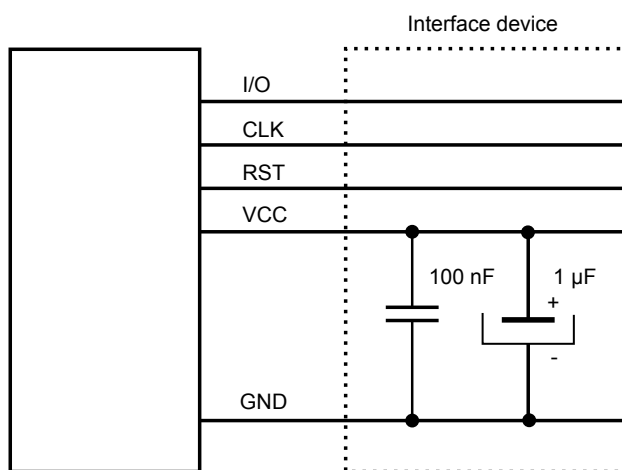 Interface device
I/O
CLK
RST
VCC
100 nF
1 µF
+
-
GND